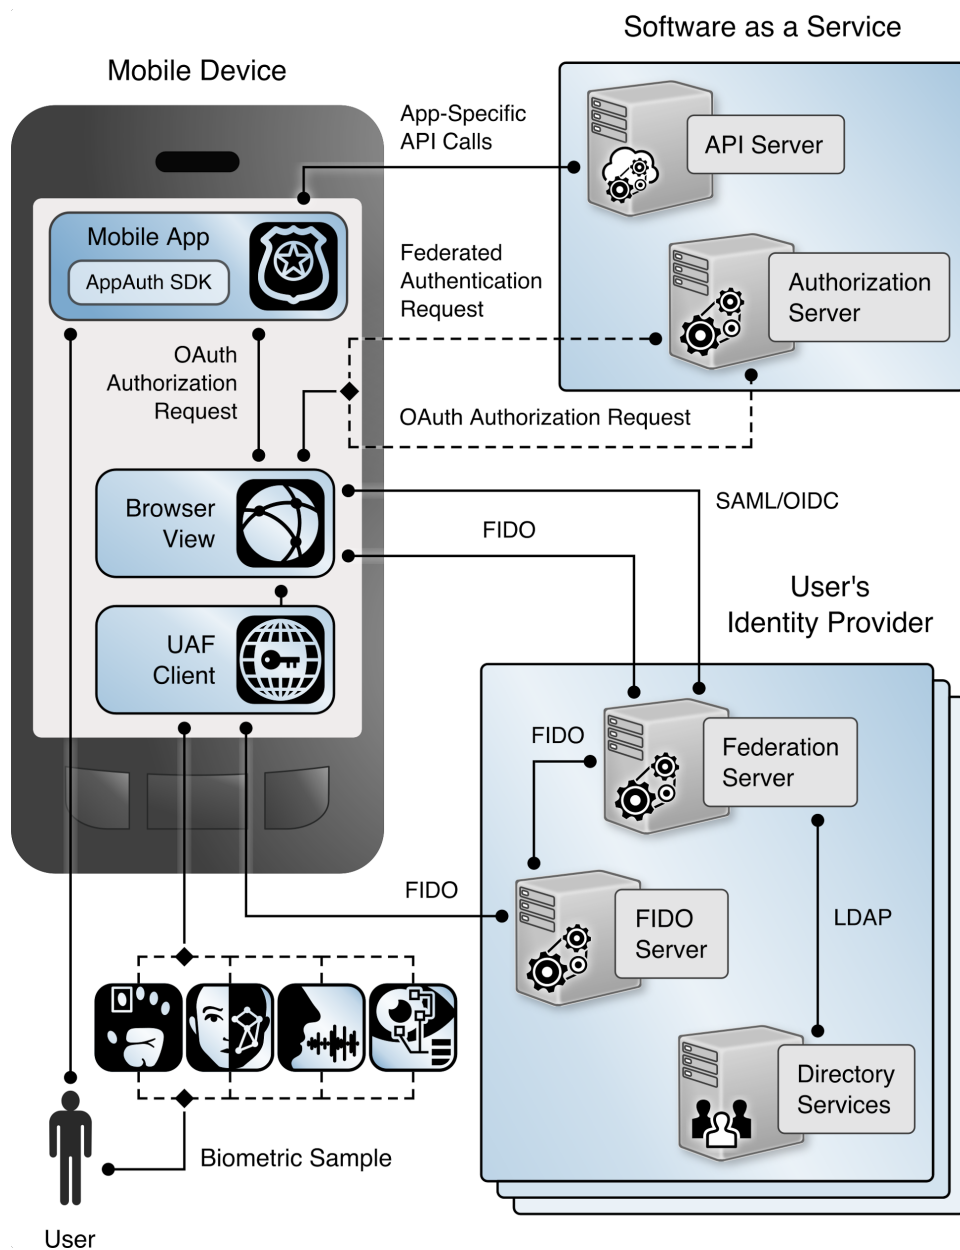 Software as a Service
Mobile Device
App-Specific
API Calls
API Server
Mobile App
AppAuth SDK
Federated
Authentication
Request
Authorization
Server
OAuth
Authorization
Request
OAuth Authorization Request
Browser
View
SAML/OIDC
FIDO
User's
Identity Provider
UAF
Client
FIDO
Federation
Server
FIDO
FIDO
Server
LDAP
Directory
Services
Biometric Sample
User